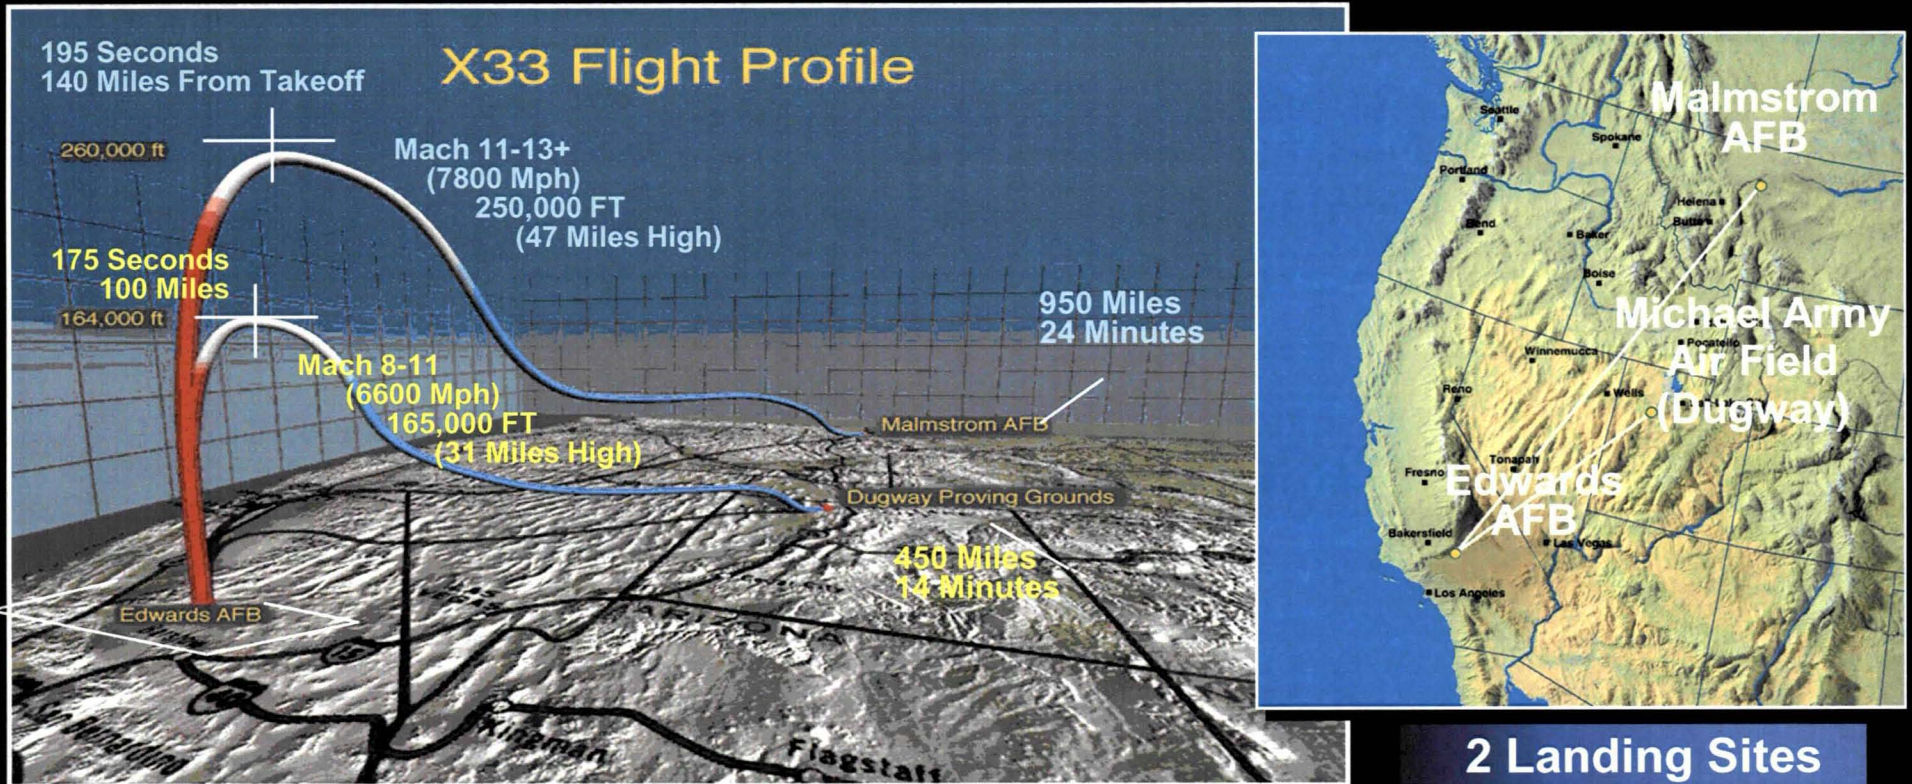 X33 Flight Profile
195 Seconds
140 Miles From Takeoff
260,000 ft
Mach 11-13+
(7800 Mph)
250,000 FT
(47 Miles High)
175 Seconds
100 Miles
164,000 ft
Mach 8-11
(6600 Mph)
165,000 FT
(31 Miles High)
950 Miles
24 Minutes
Malmstrom AFB
Dugway Proving Grounds
450 Miles
14 Minutes
Edwards AFB
15
Kingman
Flagstaff
Malmstrom
AFB
Seattle
Spokane
Portland
Helena
Butte
Bend
Baker
Boise
Michael Army
Air Field
(Dugway)
Pocatello
Winnemucca
Reno
Wells
Tonapah
Fresno
Edwards
AFB
Bakersfield
Las Vegas
Los Angeles
2 Landing Sites